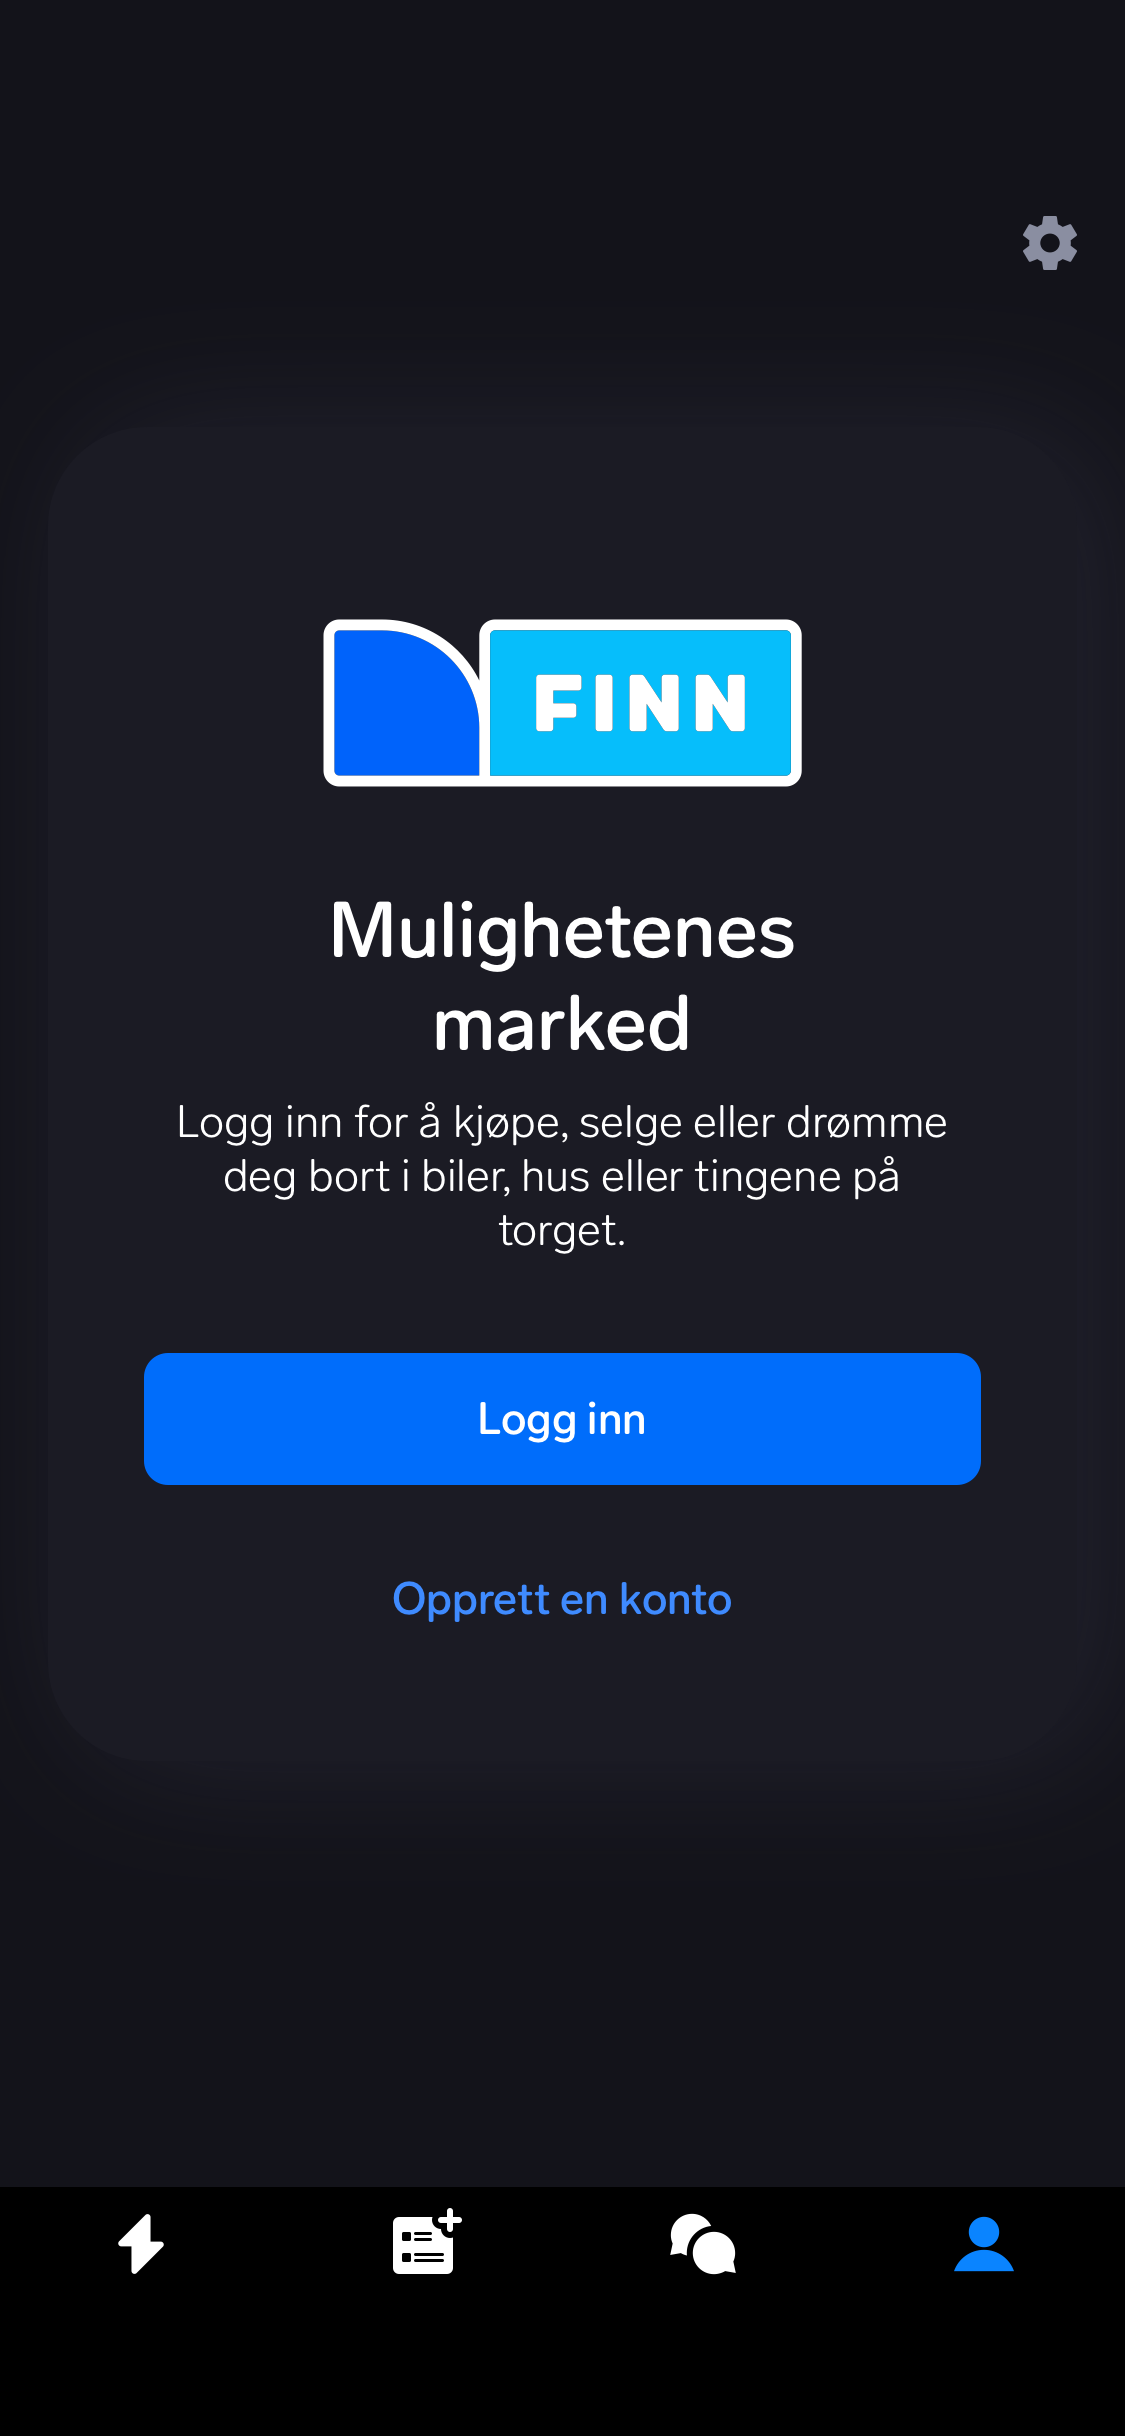 FINN
Mulighetenes
marked
Logg inn for å kjøpe, selge eller drømme
deg bort i biler, hus eller tingene på
torget.
Logg inn
Opprett en konto